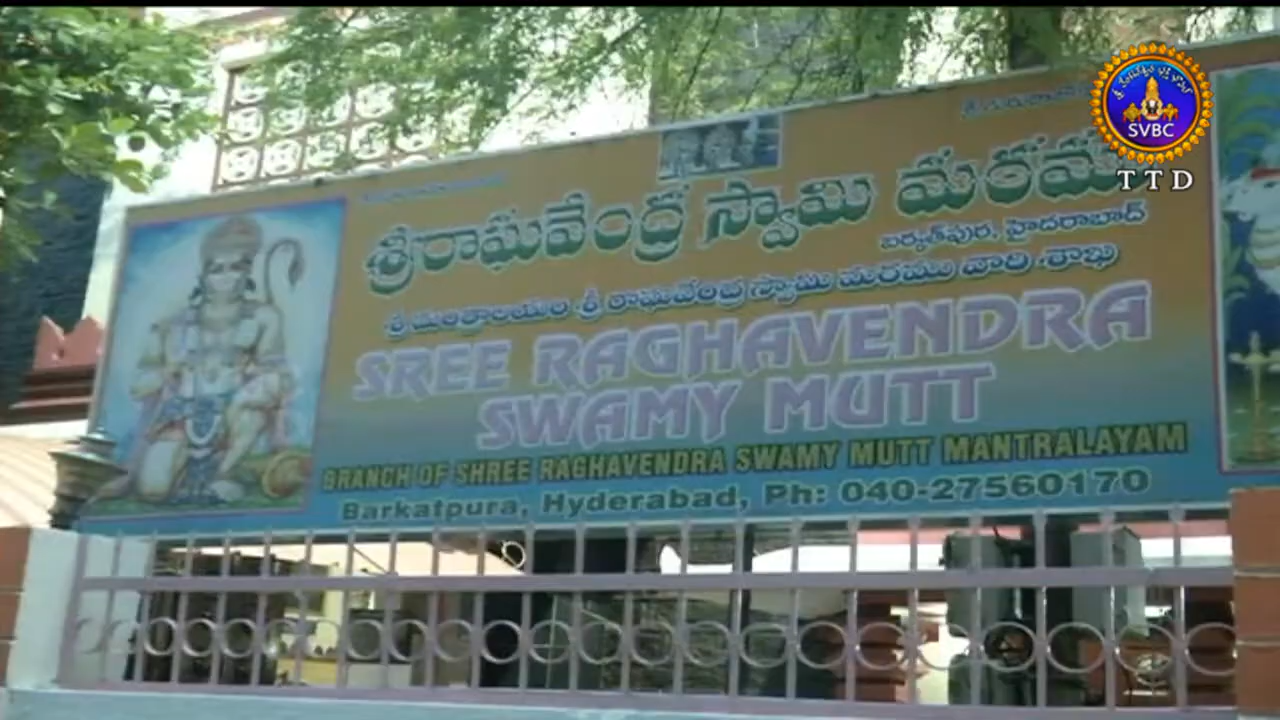 SVBC
TTD
శ్రీరాఘవేంద్ర స్వామి మఠము
బర్కత్‌పుర, హైదరాబాద్
శ్రీ మంత్రాలయం శ్రీ రాఘవేంద్ర స్వామి మఠము వారి శాఖ
SREE RAGHAVENDRA
SWAMY MUTT
BRANCH OF SHREE RAGHAVENDRA SWAMY MUTT MANTRALAYAM
Barkatpura, Hyderabad, Ph: 040-27560170